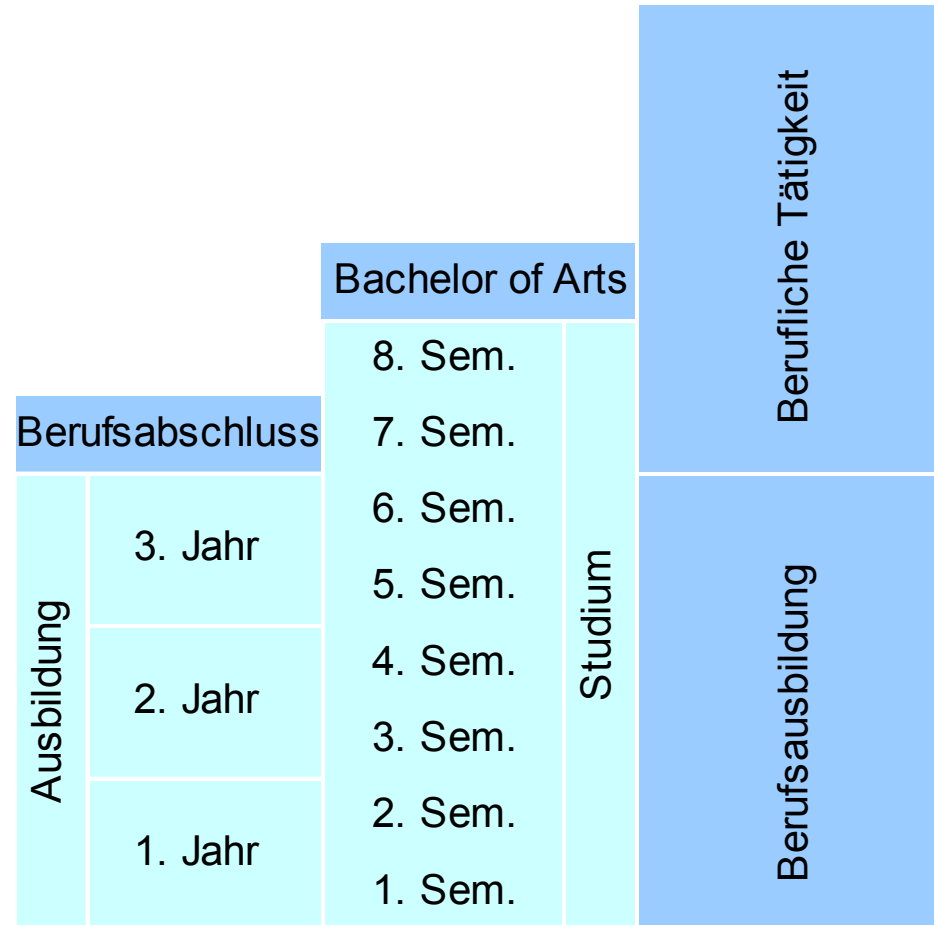 Berufliche Tätigkeit
Bachelor of Arts
8. Sem.
Berufsabschluss
7. Sem.
6. Sem.
3. Jahr
5. Sem.
Studium
Berufsausbildung
Ausbildung
4. Sem.
2. Jahr
3. Sem.
2. Sem.
1. Jahr
1. Sem.